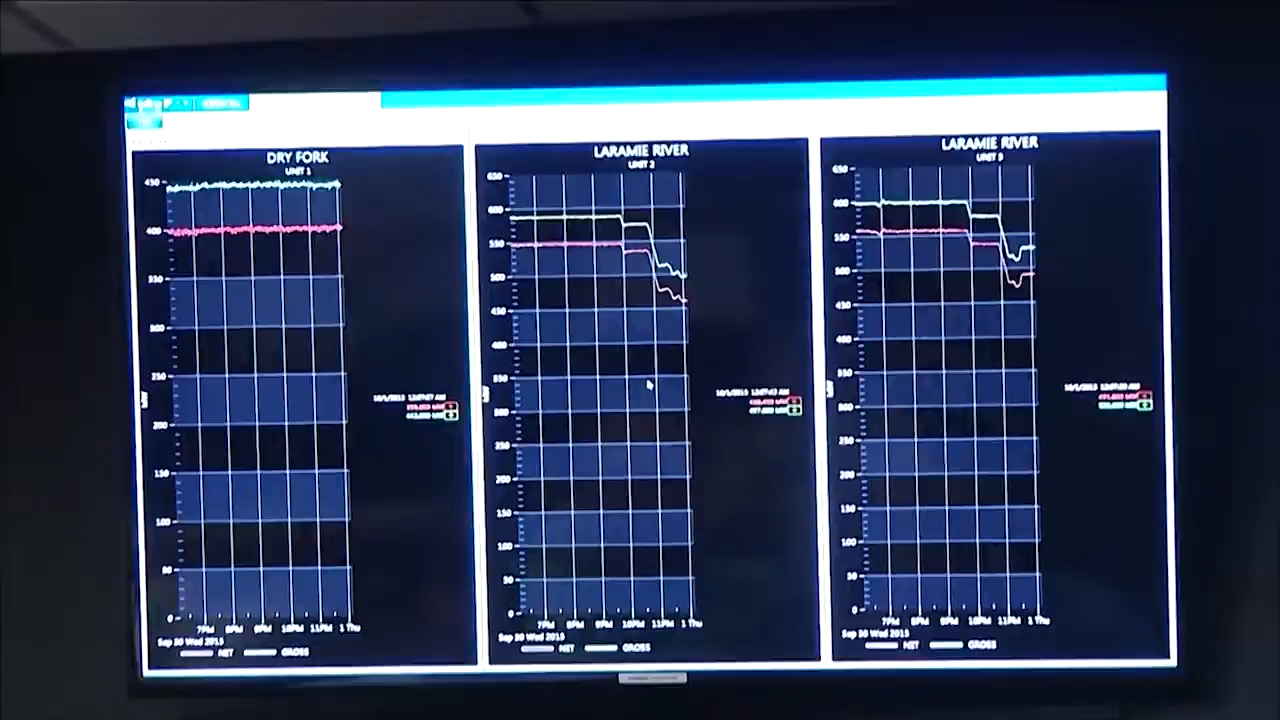 DRY FORK
UNIT 1
450
400
350
300
250
200
150
100
50
0
7PM 8PM 9PM 10PM 11PM 1 Thu
Sep 30 Wed 2015
NET GROSS
LARAMIE RIVER
UNIT 2
650
600
550
500
450
400
350
300
250
200
150
100
50
0
7PM 8PM 9PM 10PM 11PM 1 Thu
Sep 30 Wed 2015
NET GROSS
LARAMIE RIVER
UNIT 3
650
600
550
500
450
400
350
300
250
200
150
100
50
0
7PM 8PM 9PM 10PM 11PM 1 Thu
Sep 30 Wed 2015
NET GROSS